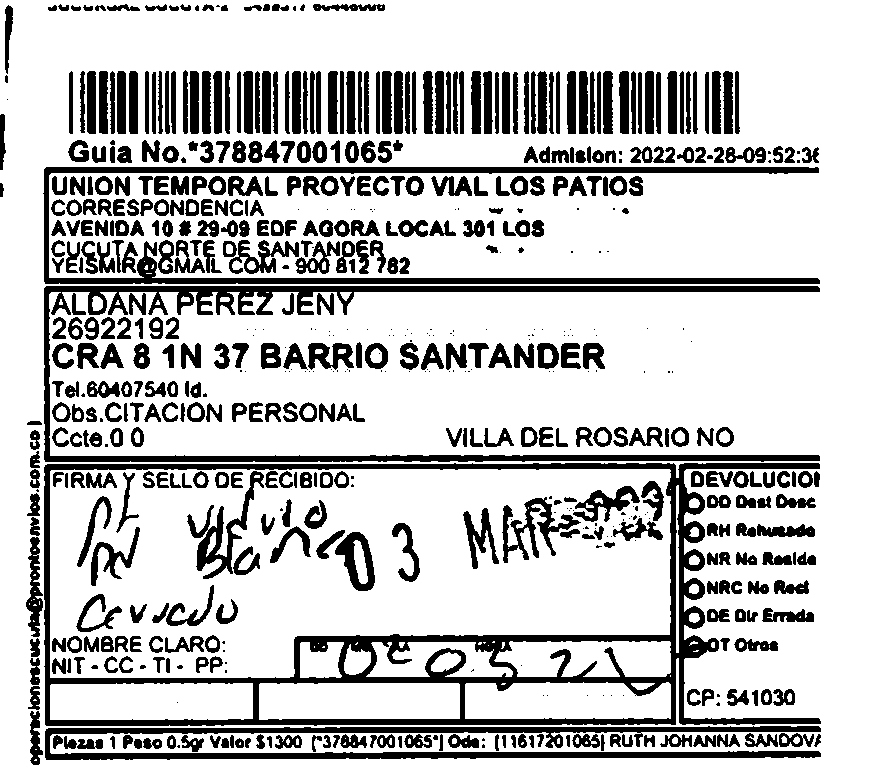 Guia No.*378847001065*
Admision: 2022-02-28-09:52:36
UNION TEMPORAL PROYECTO VIAL LOS PATIOS
CORRESPONDENCIA
AVENIDA 10 # 29-09 EDF AGORA LOCAL 301 LOS
CUCUTA NORTE DE SANTANDER
YEISMIR@GMAIL COM - 900 812 782
ALDANA PEREZ JENY
26922192
CRA 8 1N 37 BARRIO SANTANDER
Tel.60407540 Id.
Obs.CITACION PERSONAL
Ccte.0 0
VILLA DEL ROSARIO NO
FIRMA Y SELLO DE RECIBIDO:
vidrio
03 MAR
NOMBRE CLARO:
NIT - CC - TI - PP:
DEVOLUCION
DD Dest Desc
RH Rehusado
NR No Reside
NRC No Recl
DE Dir Errada
OT Otros
CP: 541030
operacionescucuta@prontoenvios.com.co
Piezas 1 Peso 0.5gr Valor $1300 [*378847001065*] Ode: [11617201065] RUTH JOHANNA SANDOVA